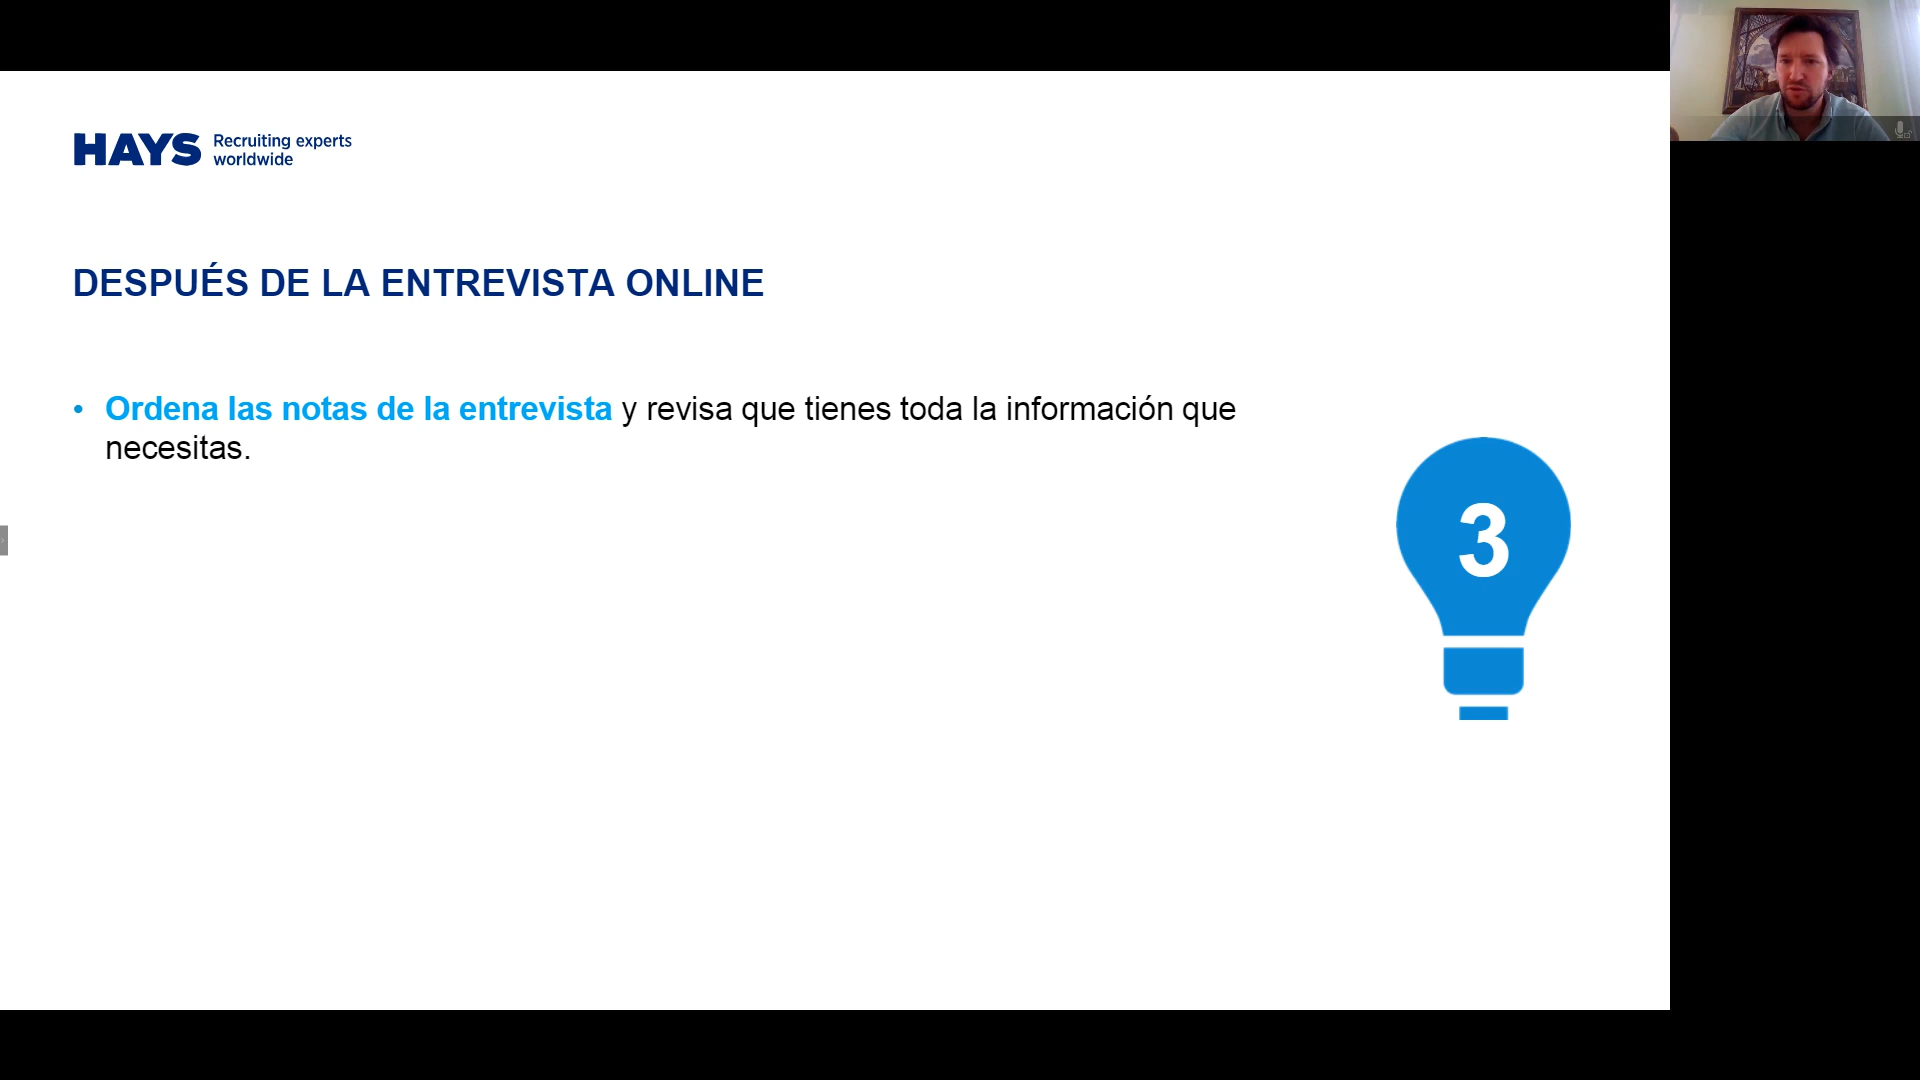 HAYS Recruiting experts
worldwide
DESPUÉS DE LA ENTREVISTA ONLINE
• Ordena las notas de la entrevista y revisa que tienes toda la información que
necesitas.
3